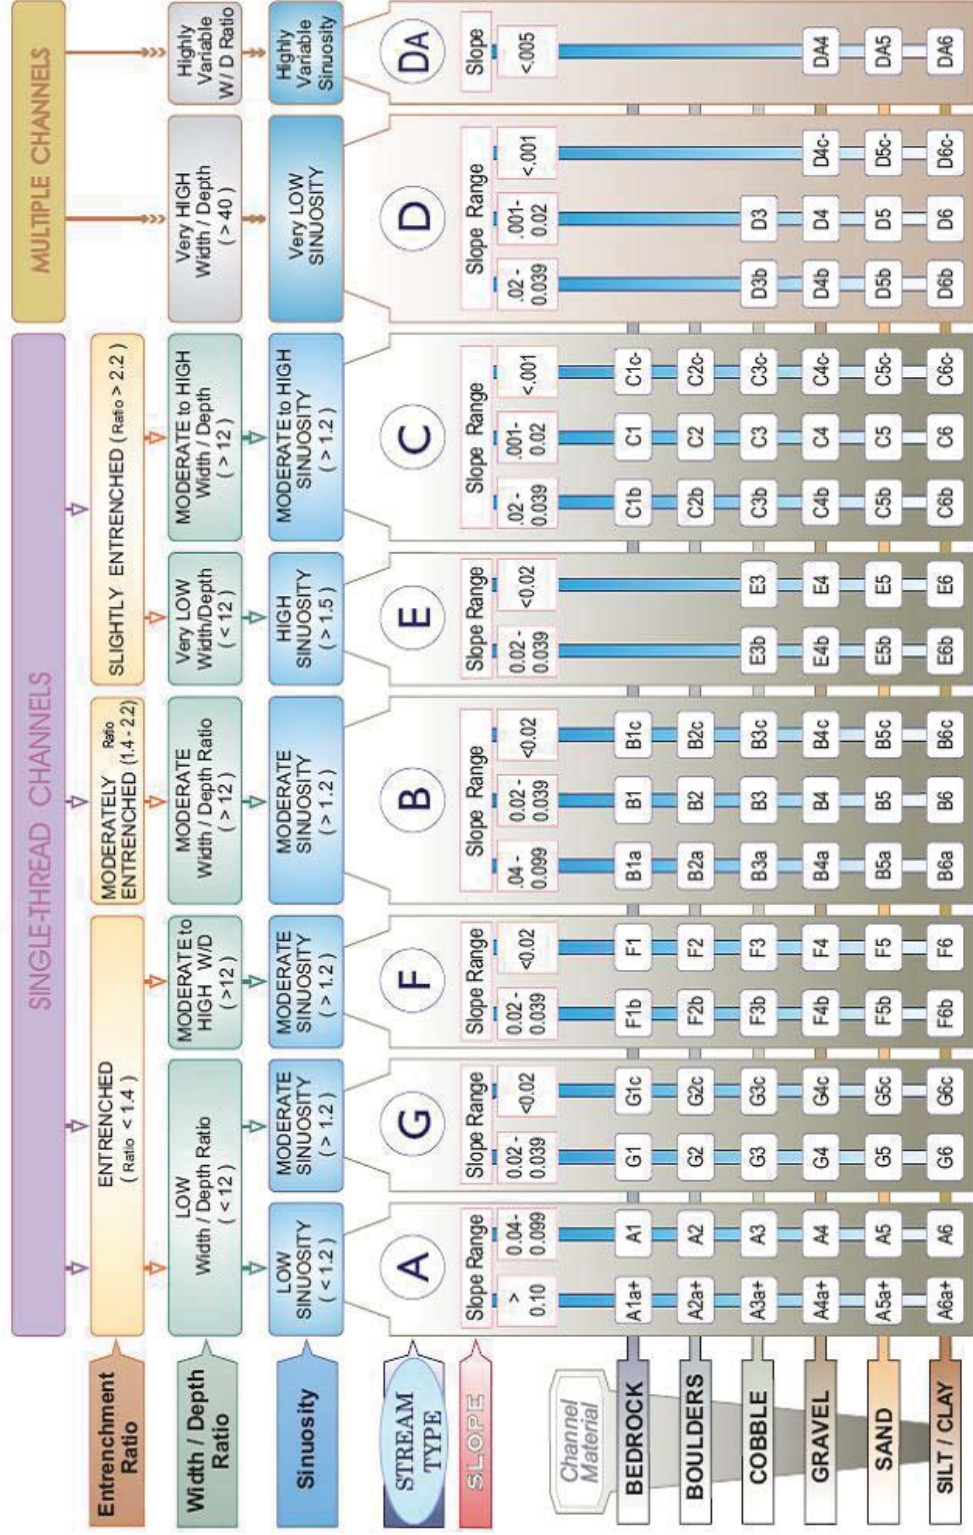 SINGLE-THREAD CHANNELS
MULTIPLE CHANNELS
Entrenchment
Ratio
ENTRENCHED
( Ratio < 1.4 )
MODERATELY Ratio
ENTRENCHED (1.4 - 2.2)
SLIGHTLY ENTRENCHED ( Ratio > 2.2 )
Width / Depth
Ratio
LOW
Width / Depth Ratio
( < 12 )
MODERATE to
HIGH W/D
( >12 )
MODERATE
Width / Depth Ratio
( > 12 )
Very LOW
Width/Depth
( < 12 )
MODERATE to HIGH
Width / Depth
( > 12 )
Very HIGH
Width / Depth
( > 40 )
Highly
Variable
W / D Ratio
Sinuosity
LOW
SINUOSITY
( < 1.2 )
MODERATE
SINUOSITY
( > 1.2 )
MODERATE
SINUOSITY
( > 1.2 )
MODERATE
SINUOSITY
( > 1.2 )
HIGH
SINUOSITY
( > 1.5 )
MODERATE to HIGH
SINUOSITY
( > 1.2 )
Very LOW
SINUOSITY
Highly
Variable
Sinuosity
STREAM
TYPE
A
G
F
B
E
C
D
DA
SLOPE
Slope Range
Slope Range
Slope Range
Slope Range
Slope Range
Slope Range
Slope Range
Slope
>
0.10
0.04-
0.099
0.02 -
0.039
<0.02
0.02 -
0.039
<0.02
.04 -
0.099
0.02 -
0.039
<0.02
0.02 -
0.039
<0.02
.02 -
0.039
.001-
0.02
<.001
.02 -
0.039
.001-
0.02
<.001
<.005
Channel
Material
BEDROCK A1a+ A1 G1 G1c F1b F1 B1a B1 B1c C1b C1 C1c-
BOULDERS A2a+ A2 G2 G2c F2b F2 B2a B2 B2c C2b C2 C2c-
COBBLE A3a+ A3 G3 G3c F3b F3 B3a B3 B3c E3b E3 C3b C3 C3c- D3b D3
GRAVEL A4a+ A4 G4 G4c F4b F4 B4a B4 B4c E4b E4 C4b C4 C4c- D4b D4 D4c- DA4
SAND A5a+ A5 G5 G5c F5b F5 B5a B5 B5c E5b E5 C5b C5 C5c- D5b D5 D5c- DA5
SILT / CLAY A6a+ A6 G6 G6c F6b F6 B6a B6 B6c E6b E6 C6b C6 C6c- D6b D6 D6c- DA6